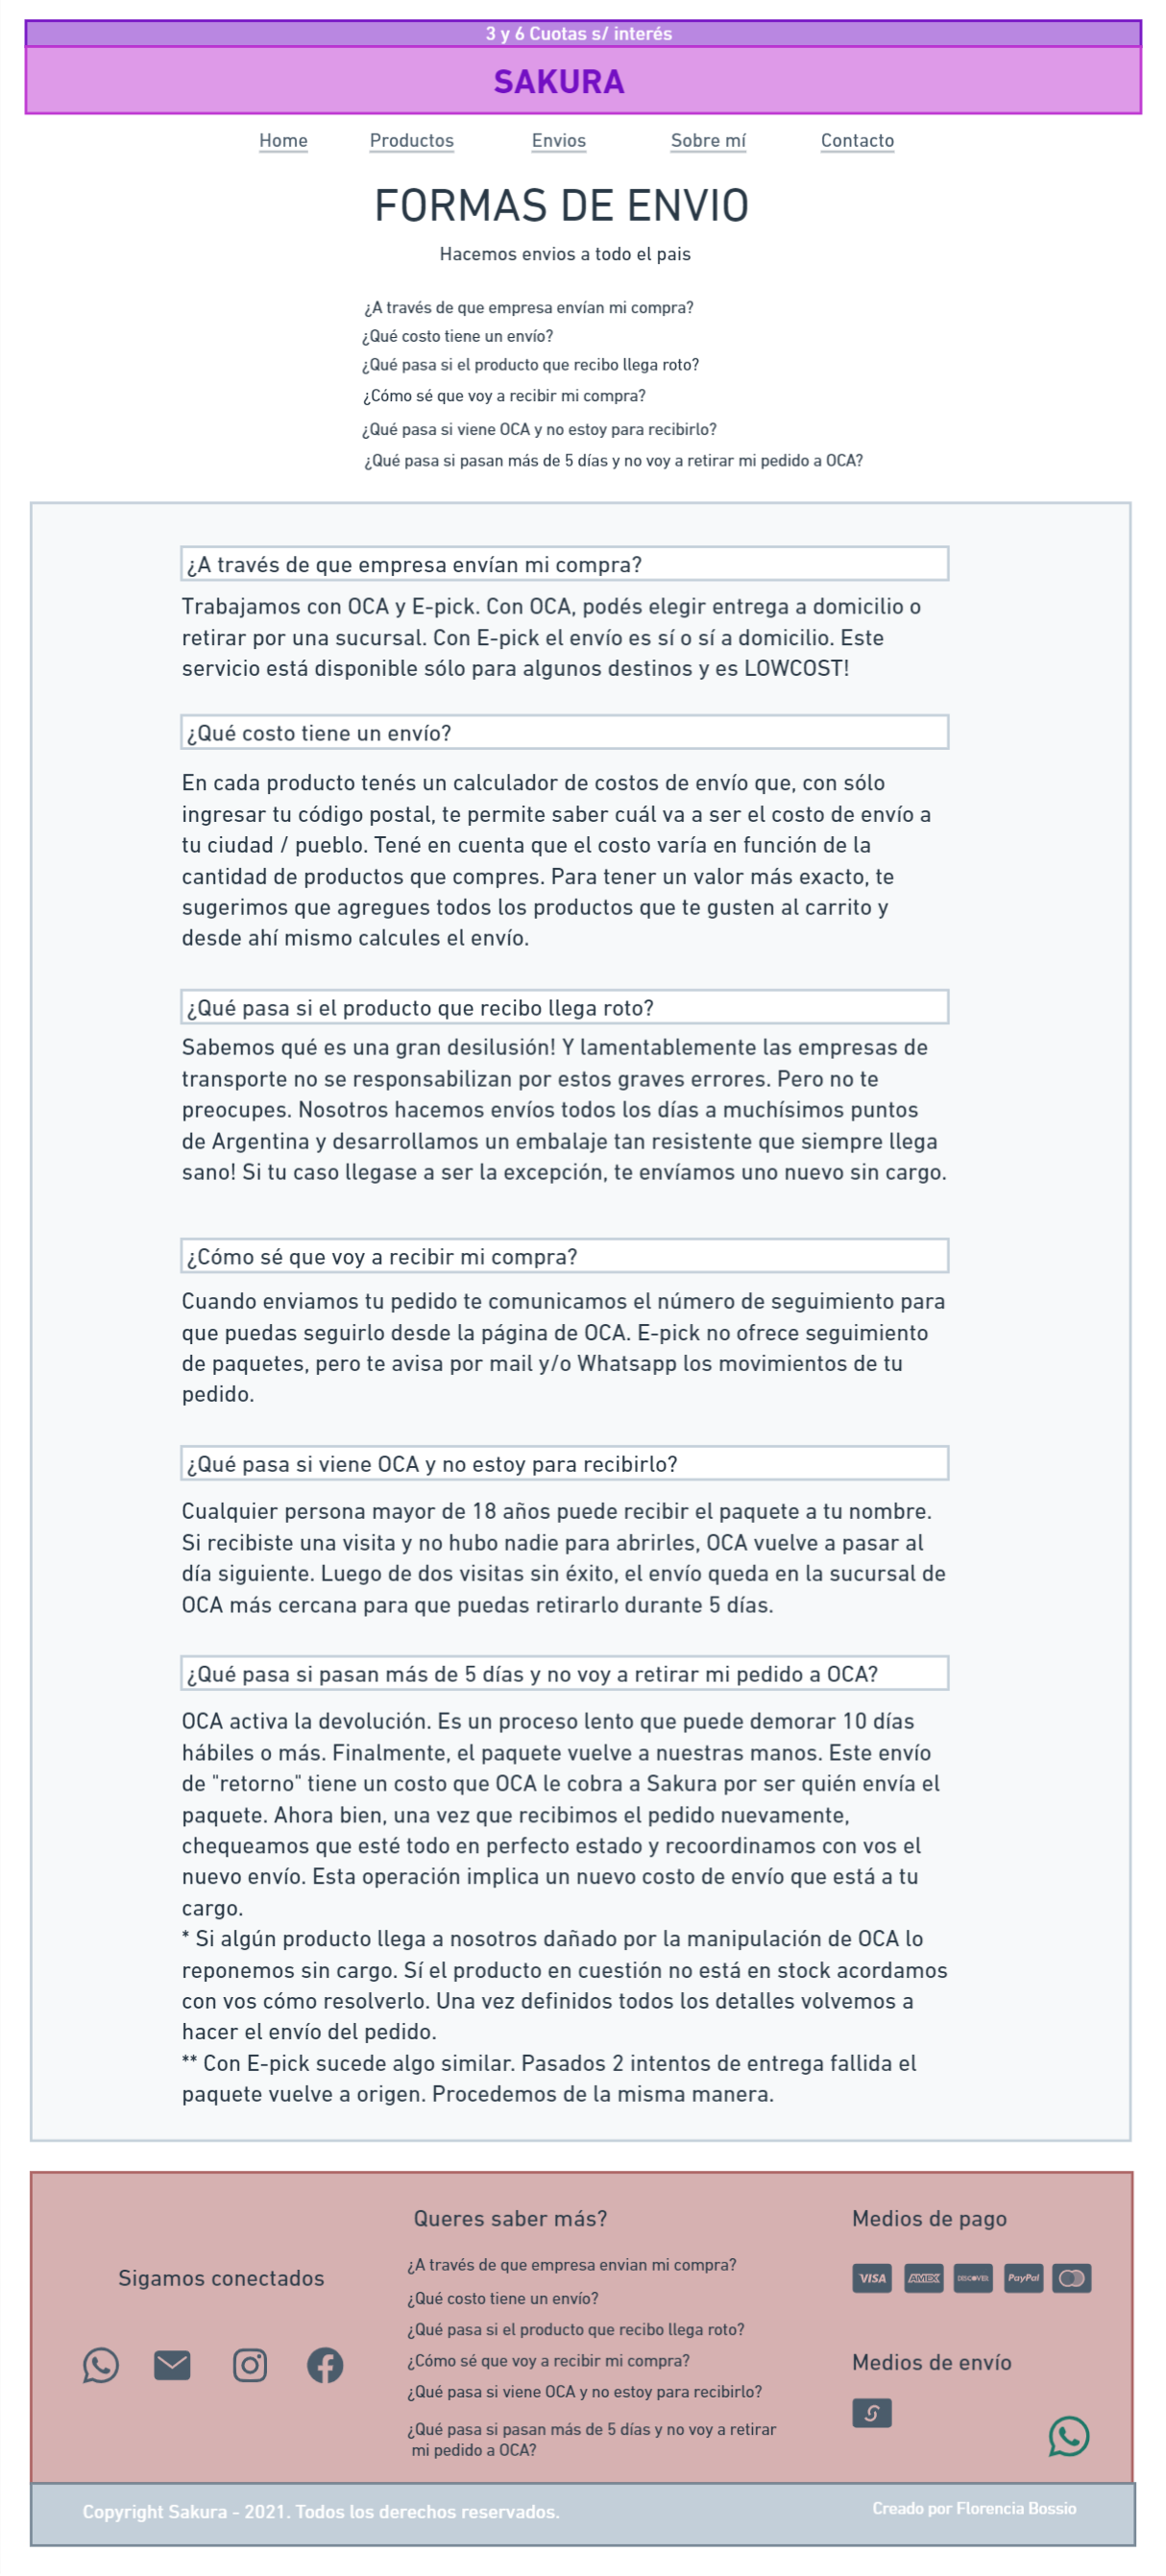 3 y 6 Cuotas s/ interés
SAKURA
Home Productos Envios Sobre mí Contacto
FORMAS DE ENVIO
Hacemos envios a todo el pais
¿A través de que empresa envían mi compra?
¿Qué costo tiene un envío?
¿Qué pasa si el producto que recibo llega roto?
¿Cómo sé que voy a recibir mi compra?
¿Qué pasa si viene OCA y no estoy para recibirlo?
¿Qué pasa si pasan más de 5 días y no voy a retirar mi pedido a OCA?
¿A través de que empresa envían mi compra?
Trabajamos con OCA y E-pick. Con OCA, podés elegir entrega a domicilio o
retirar por una sucursal. Con E-pick el envío es sí o sí a domicilio. Este
servicio está disponible sólo para algunos destinos y es LOWCOST!
¿Qué costo tiene un envío?
En cada producto tenés un calculador de costos de envío que, con sólo
ingresar tu código postal, te permite saber cuál va a ser el costo de envío a
tu ciudad / pueblo. Tené en cuenta que el costo varía en función de la
cantidad de productos que compres. Para tener un valor más exacto, te
sugerimos que agregues todos los productos que te gusten al carrito y
desde ahí mismo calcules el envío.
¿Qué pasa si el producto que recibo llega roto?
Sabemos qué es una gran desilusión! Y lamentablemente las empresas de
transporte no se responsabilizan por estos graves errores. Pero no te
preocupes. Nosotros hacemos envíos todos los días a muchísimos puntos
de Argentina y desarrollamos un embalaje tan resistente que siempre llega
sano! Si tu caso llegase a ser la excepción, te envíamos uno nuevo sin cargo.
¿Cómo sé que voy a recibir mi compra?
Cuando enviamos tu pedido te comunicamos el número de seguimiento para
que puedas seguirlo desde la página de OCA. E-pick no ofrece seguimiento
de paquetes, pero te avisa por mail y/o Whatsapp los movimientos de tu
pedido.
¿Qué pasa si viene OCA y no estoy para recibirlo?
Cualquier persona mayor de 18 años puede recibir el paquete a tu nombre.
Si recibiste una visita y no hubo nadie para abrirles, OCA vuelve a pasar al
día siguiente. Luego de dos visitas sin éxito, el envío queda en la sucursal de
OCA más cercana para que puedas retirarlo durante 5 días.
¿Qué pasa si pasan más de 5 días y no voy a retirar mi pedido a OCA?
OCA activa la devolución. Es un proceso lento que puede demorar 10 días
hábiles o más. Finalmente, el paquete vuelve a nuestras manos. Este envío
de "retorno" tiene un costo que OCA le cobra a Sakura por ser quién envía el
paquete. Ahora bien, una vez que recibimos el pedido nuevamente,
chequeamos que esté todo en perfecto estado y recoordinamos con vos el
nuevo envío. Esta operación implica un nuevo costo de envío que está a tu
cargo.
* Si algún producto llega a nosotros dañado por la manipulación de OCA lo
reponemos sin cargo. Sí el producto en cuestión no está en stock acordamos
con vos cómo resolverlo. Una vez definidos todos los detalles volvemos a
hacer el envío del pedido.
** Con E-pick sucede algo similar. Pasados 2 intentos de entrega fallida el
paquete vuelve a origen. Procedemos de la misma manera.
Sigamos conectados
Queres saber más?
¿A través de que empresa envian mi compra?
¿Qué costo tiene un envío?
¿Qué pasa si el producto que recibo llega roto?
¿Cómo sé que voy a recibir mi compra?
¿Qué pasa si viene OCA y no estoy para recibirlo?
¿Qué pasa si pasan más de 5 días y no voy a retirar
mi pedido a OCA?
Medios de pago
VISA AMEX DISCOVER PayPal
Medios de envío
Copyright Sakura - 2021. Todos los derechos reservados.
Creado por Florencia Bossio